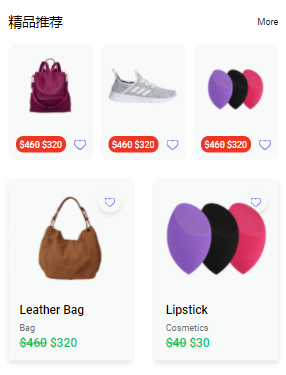 精品推荐
More
$460 $320
$460 $320
$460 $320
Leather Bag
Bag
$460 $320
Lipstick
Cosmetics
$40 $30